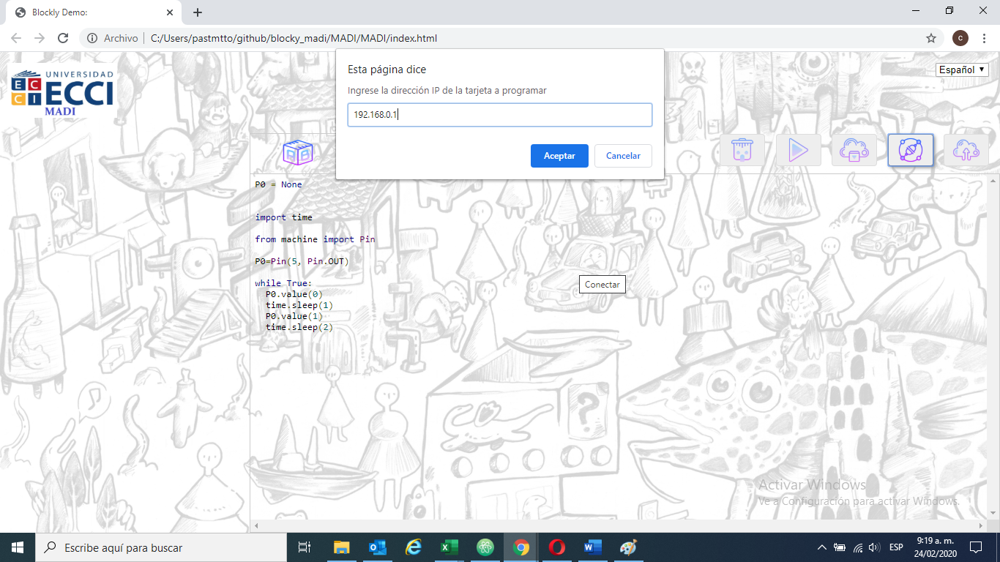 Blockly Demo:
Archivo C:/Users/pastmtto/github/blocky_madi/MADI/MADI/index.html
c
UNIVERSIDAD
EC
CI
ECCI
MADI
Esta página dice
Ingrese la dirección IP de la tarjeta a programar
192.168.0.1
Aceptar Cancelar
Español
P0 = None
import time
from machine import Pin
P0=Pin(5, Pin.OUT)
while True:
P0.value(0)
time.sleep(1)
P0.value(1)
time.sleep(2)
Conectar
?
Activar Windows
Ve a Configuración para activar Windows.
Escribe aquí para buscar
ESP
9:19 a. m.
24/02/2020